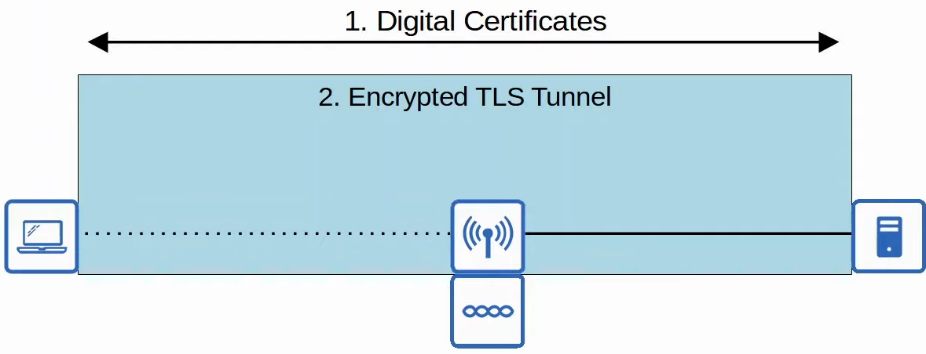 1. Digital Certificates
2. Encrypted TLS Tunnel